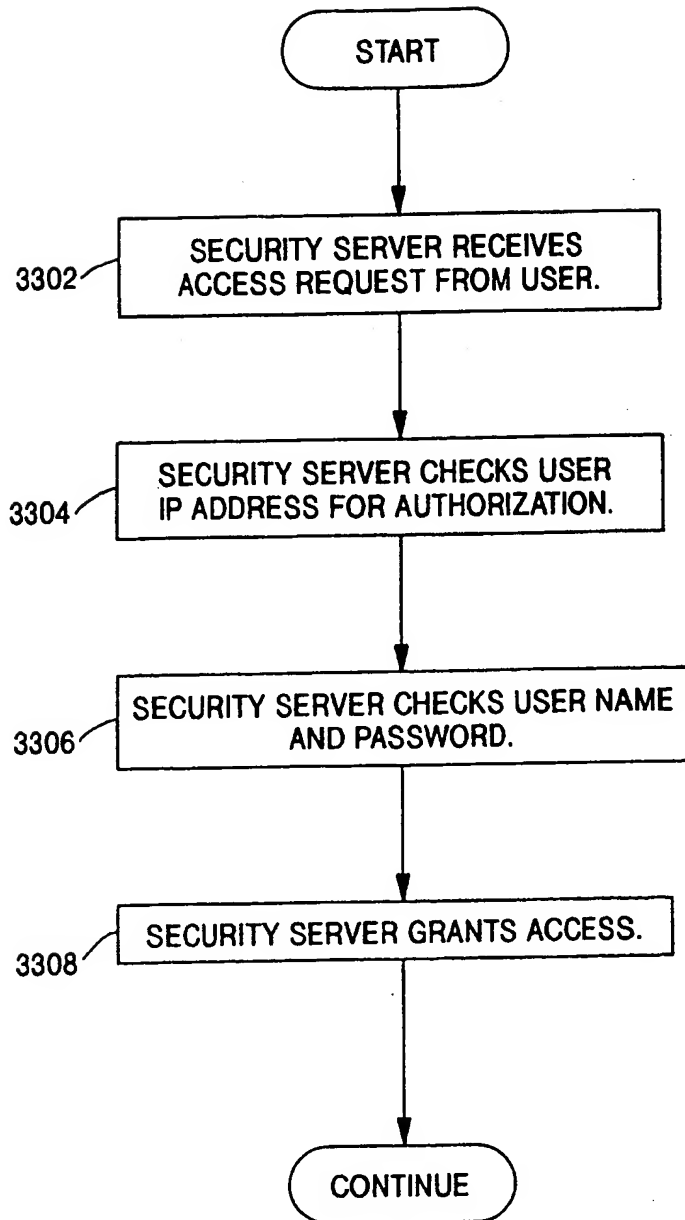 START
3302
SECURITY SERVER RECEIVES
ACCESS REQUEST FROM USER.
3304
SECURITY SERVER CHECKS USER
IP ADDRESS FOR AUTHORIZATION.
3306
SECURITY SERVER CHECKS USER NAME
AND PASSWORD.
3308
SECURITY SERVER GRANTS ACCESS.
CONTINUE